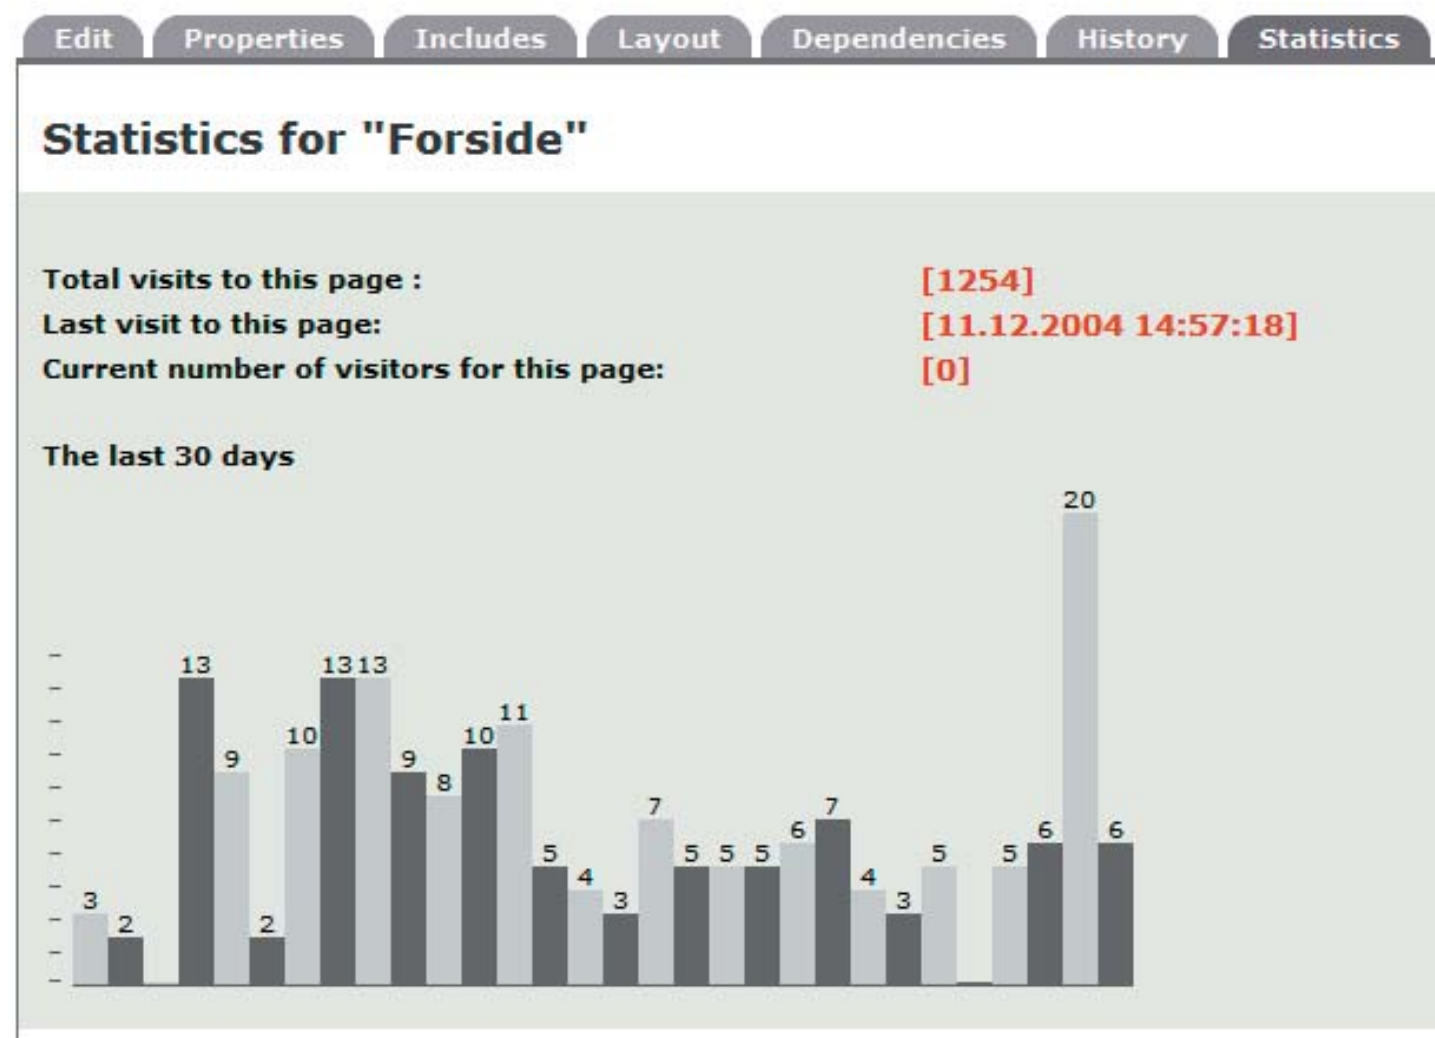 Edit Properties Includes Layout Dependencies History Statistics
Statistics for "Forside"
Total visits to this page : [1254]
Last visit to this page: [11.12.2004 14:57:18]
Current number of visitors for this page: [0]
The last 30 days
3 2 13 9 2 10 13 13 9 8 10 11 5 4 3 7 5 5 5 6 7 4 3 5 5 6 20 6